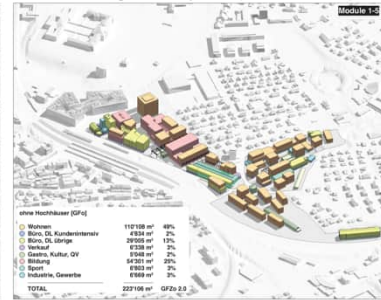 Module 1-5
ohne Hochhäuser [GFo]
Wohnen 110'108 m² 49%
Büro, DL Kundenintensiv 4'834 m² 2%
Büro, DL übrige 29'005 m² 13%
Verkauf 6'338 m² 2%
Gastro, Kultur, QV 5'048 m² 2%
Bildung 54'301 m² 25%
Sport 6'803 m² 3%
Industrie, Gewerbe 6'669 m² 3%
TOTAL 223'106 m² GFZo 2.0